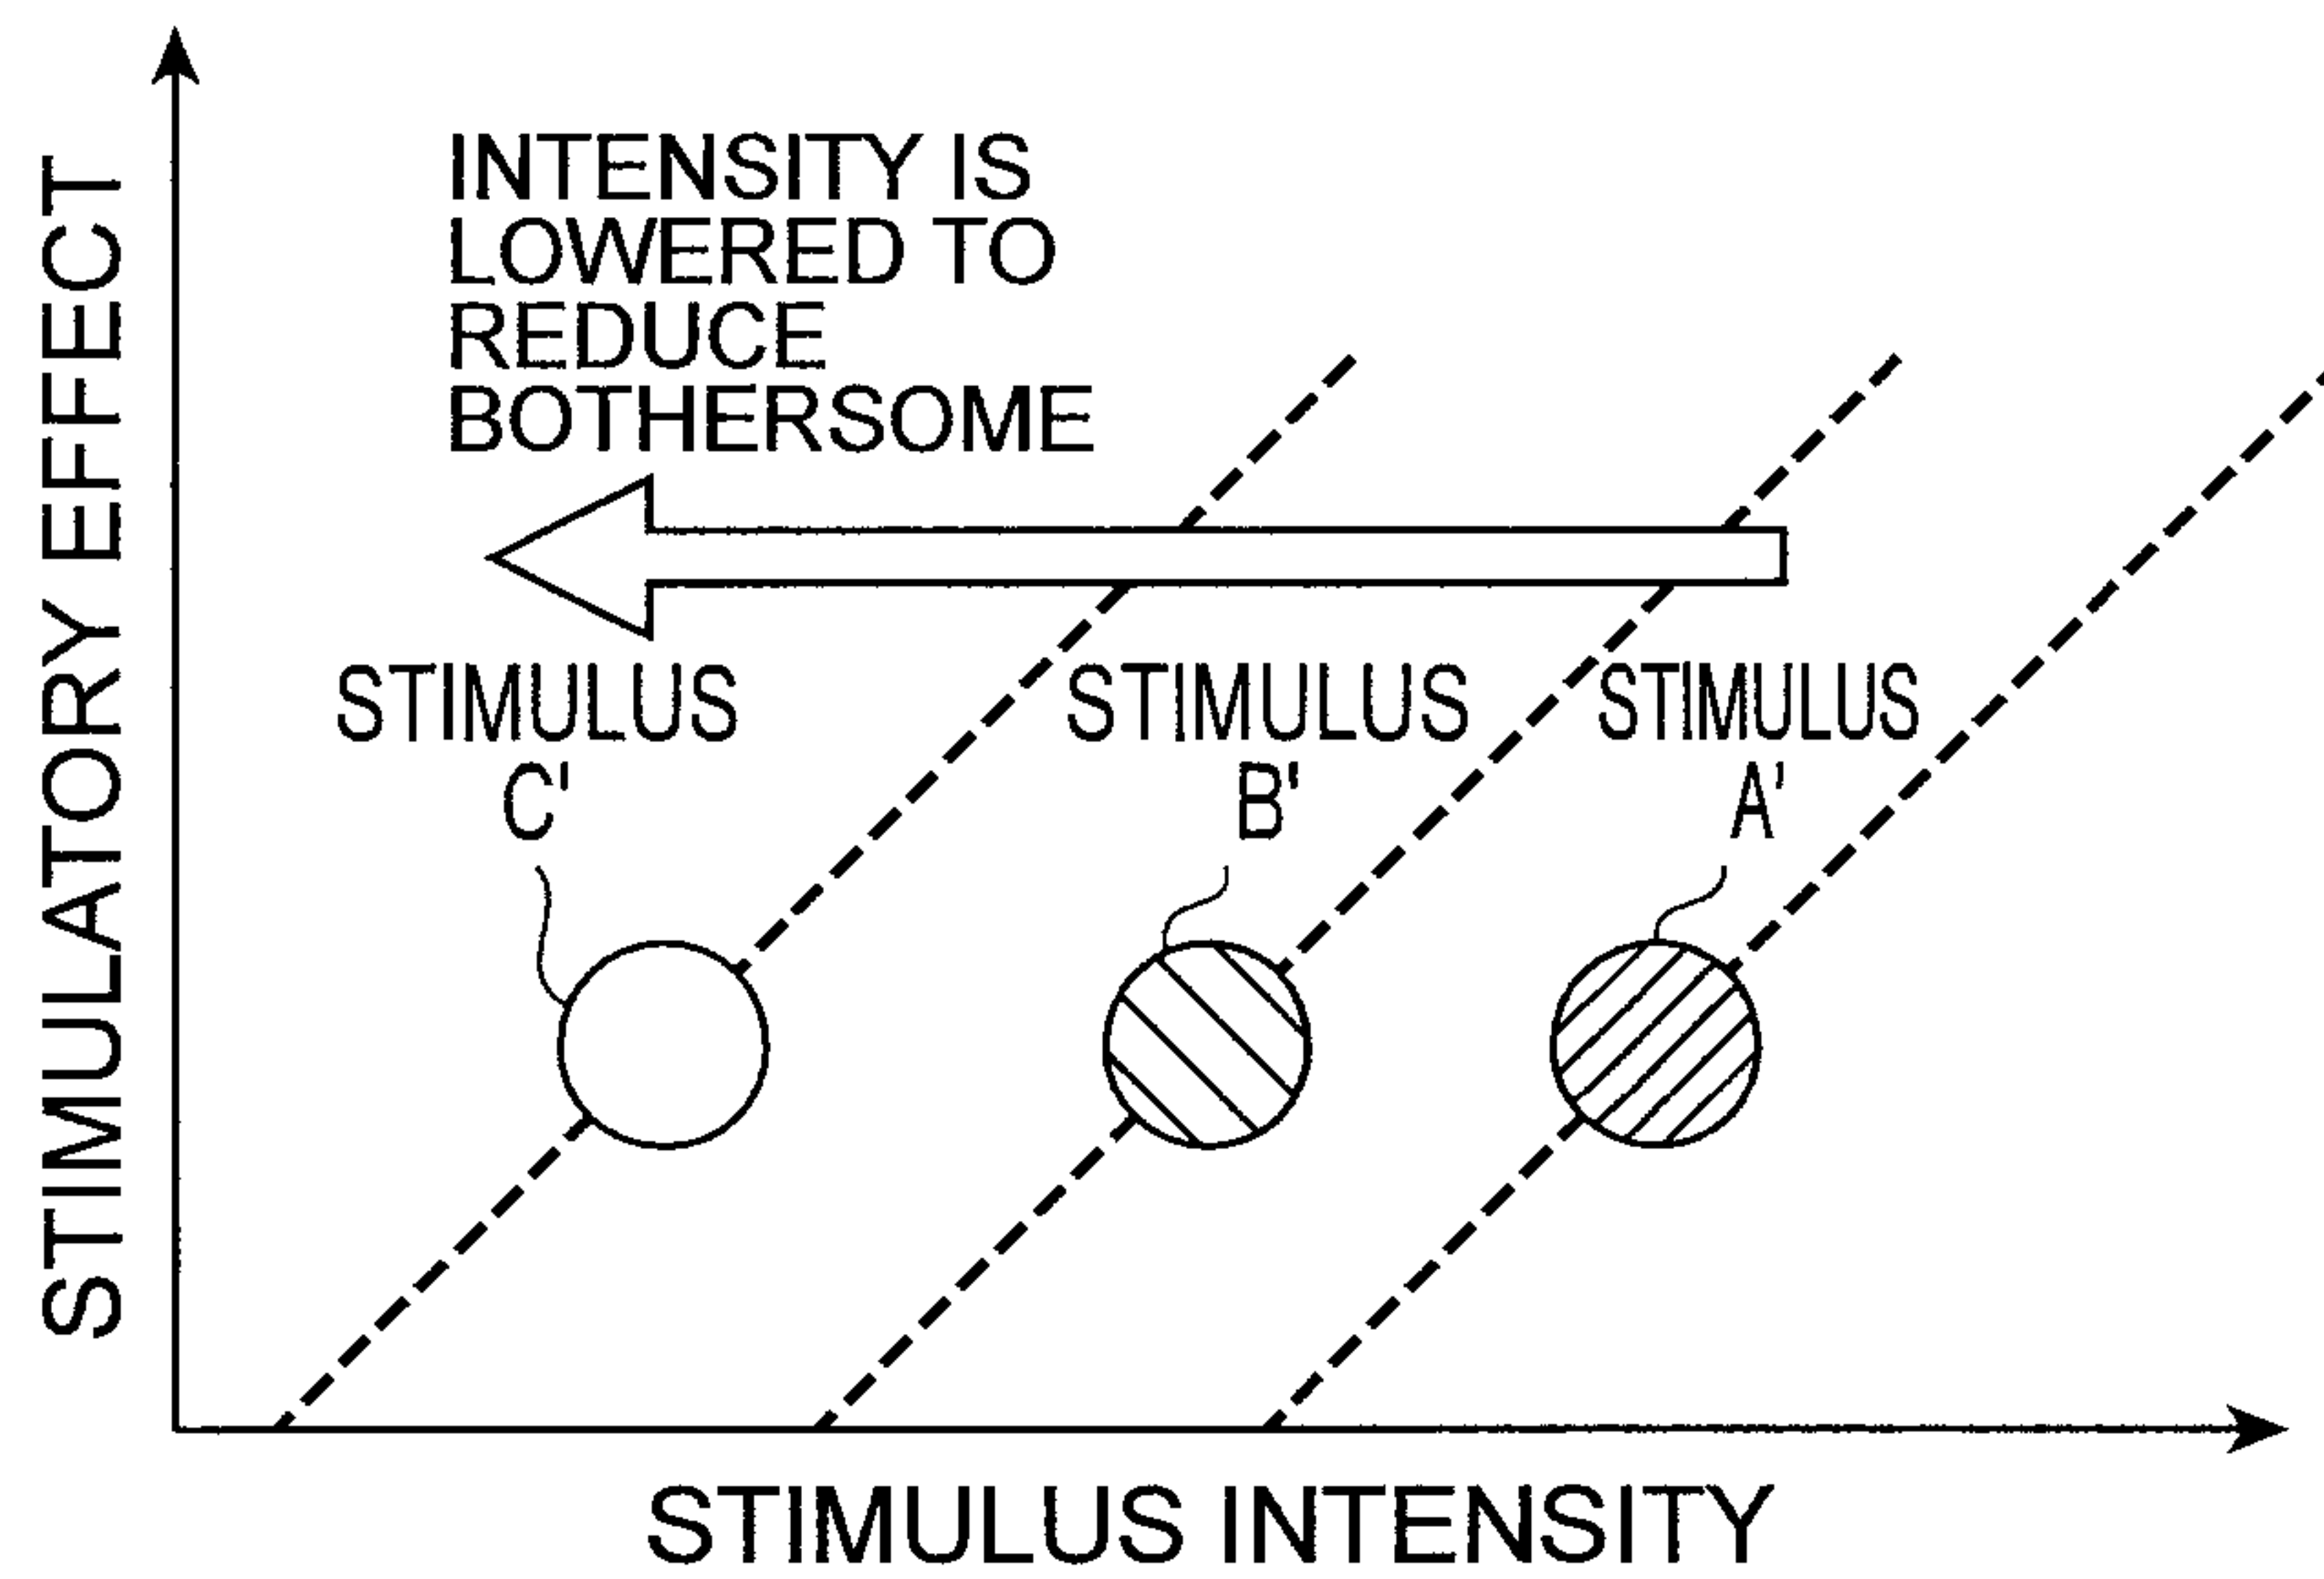 STIMULATORY EFFECT
INTENSITY IS
LOWERED TO
REDUCE
BOTHERSOME
STIMULUS
C'
STIMULUS
B'
STIMULUS
A'
STIMULUS INTENSITY